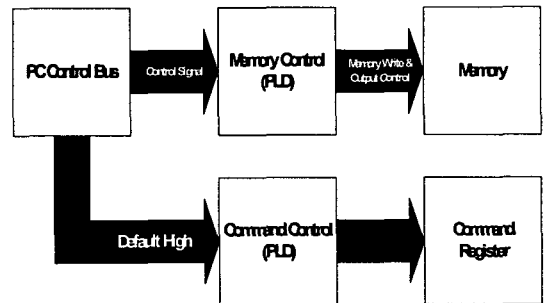 PC Control Bus
Control Signal
Memory Control
(PLD)
Memory Write &
Output Control
Memory
Default High
Command Control
(PLD)
Command
Register